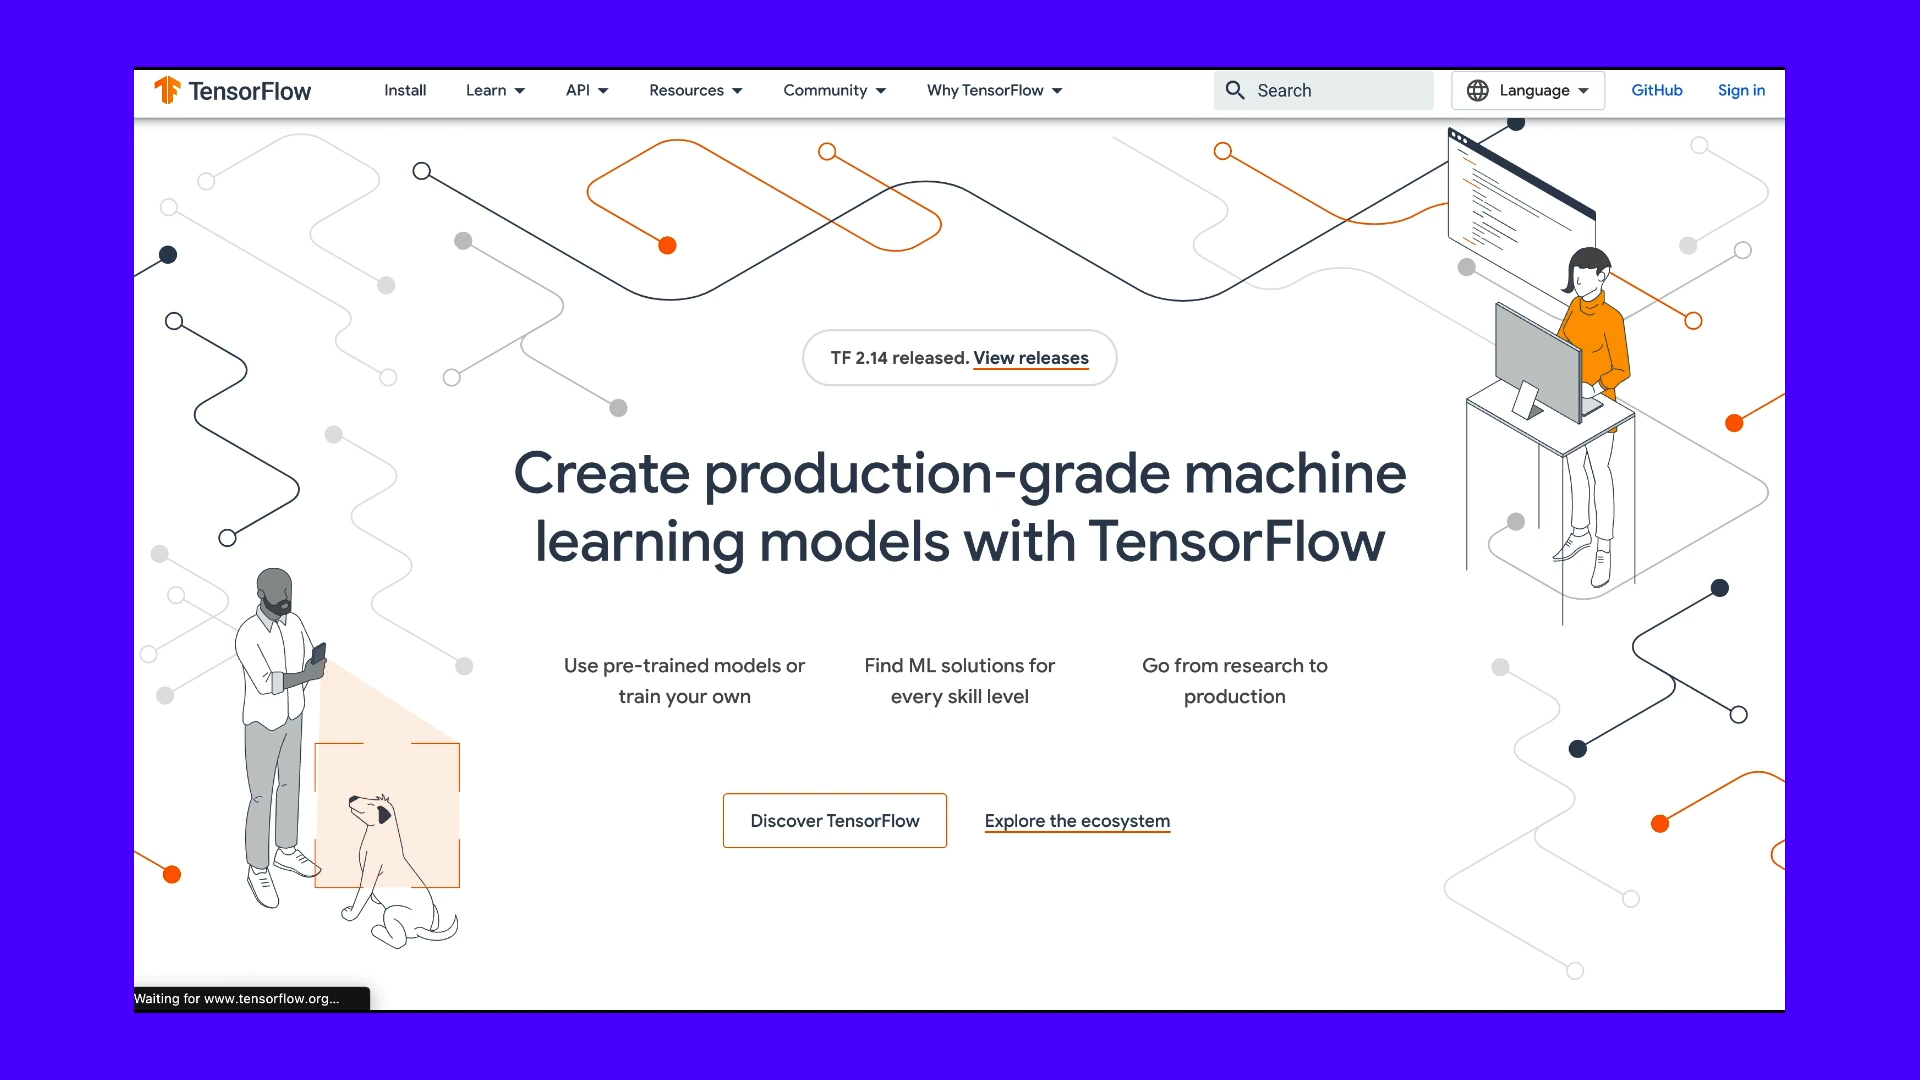 TensorFlow Install Learn API Resources Community Why TensorFlow Search Language GitHub Sign in
TF 2.14 released. View releases
Create production-grade machine
learning models with TensorFlow
Use pre-trained models or
train your own
Find ML solutions for
every skill level
Go from research to
production
Discover TensorFlow Explore the ecosystem
Waiting for www.tensorflow.org...